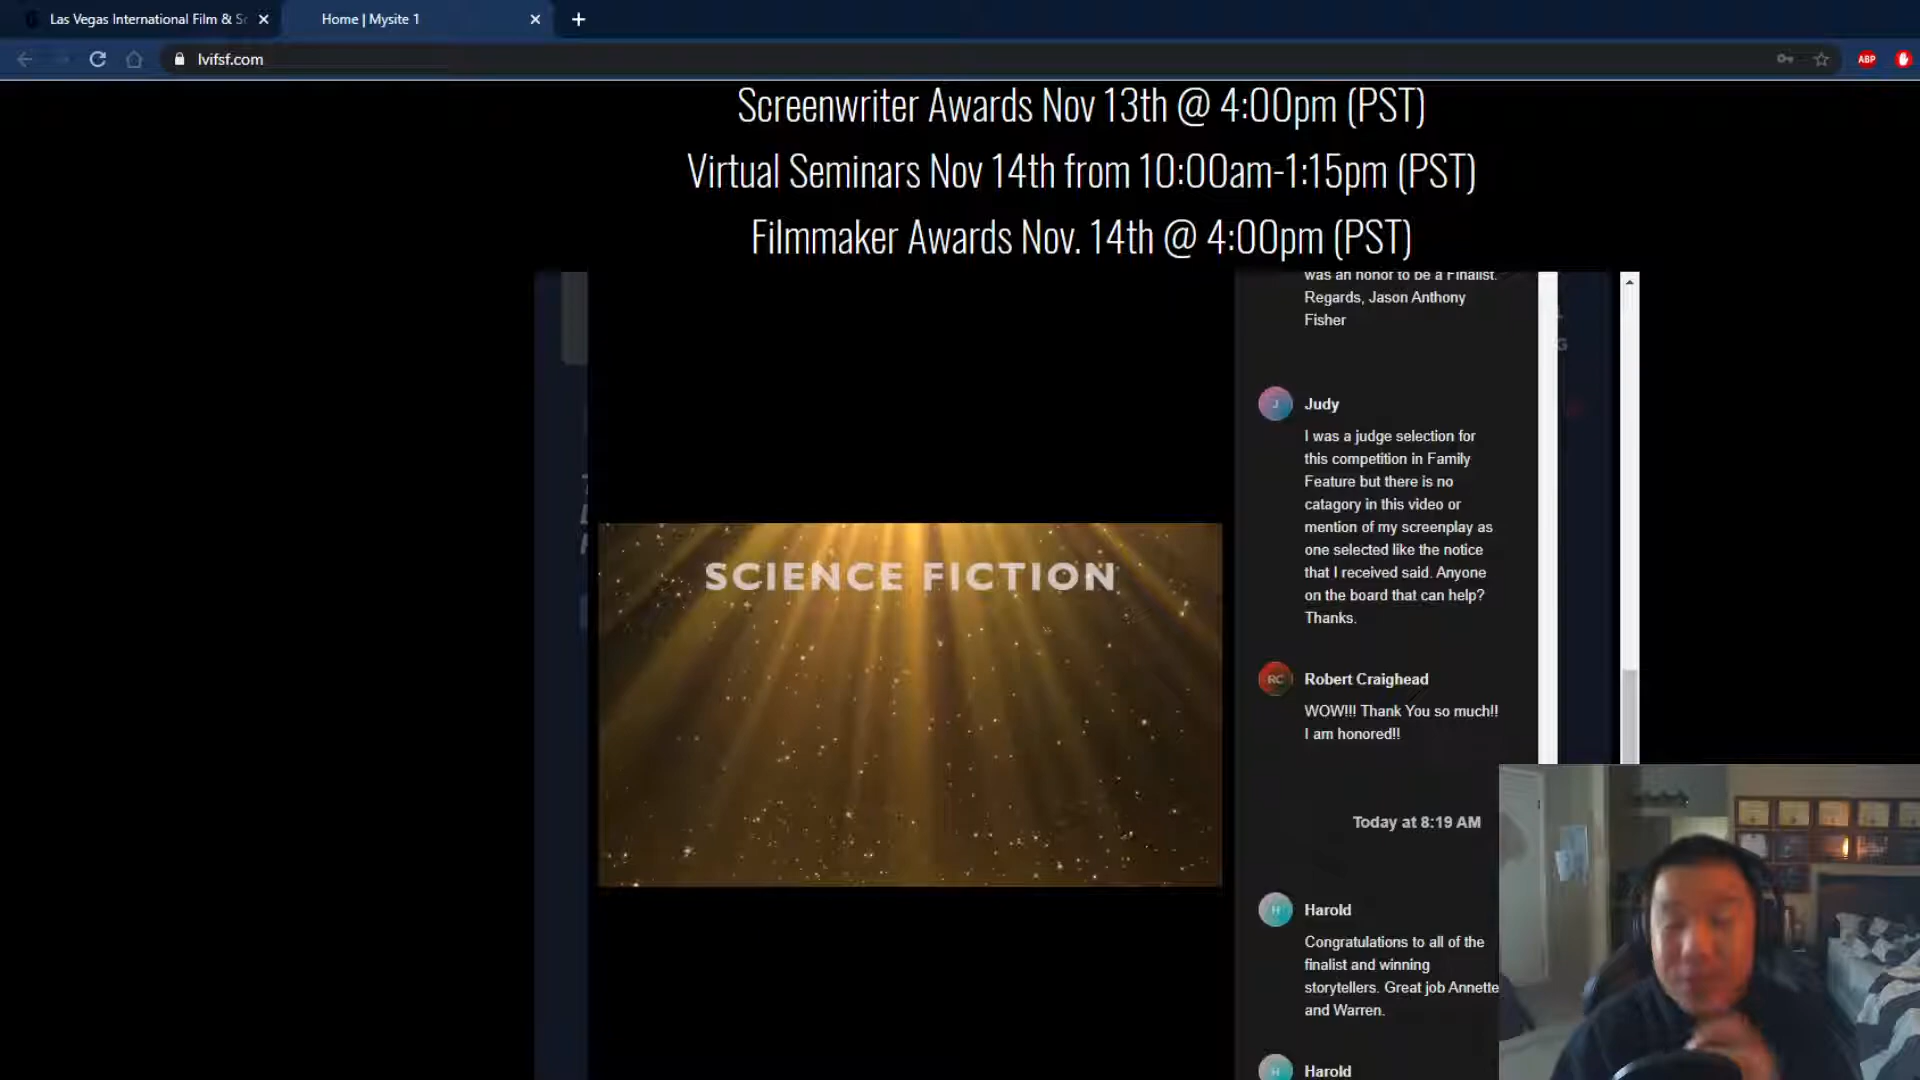 Las Vegas International Film & Sc
Home | Mysite 1
lvifsf.com
ABP
Screenwriter Awards Nov 13th @ 4:00pm (PST)
Virtual Seminars Nov 14th from 10:00am-1:15pm (PST)
Filmmaker Awards Nov. 14th @ 4:00pm (PST)
was an honor to be a Finalist.
Regards, Jason Anthony
Fisher
J
Judy
I was a judge selection for
this competition in Family
Feature but there is no
catagory in this video or
mention of my screenplay as
one selected like the notice
that I received said. Anyone
on the board that can help?
Thanks.
SCIENCE FICTION
RC
Robert Craighead
WOW!!! Thank You so much!!
I am honored!!
Today at 8:19 AM
H
Harold
Congratulations to all of the
finalist and winning
storytellers. Great job Annette
and Warren.
H
Harold